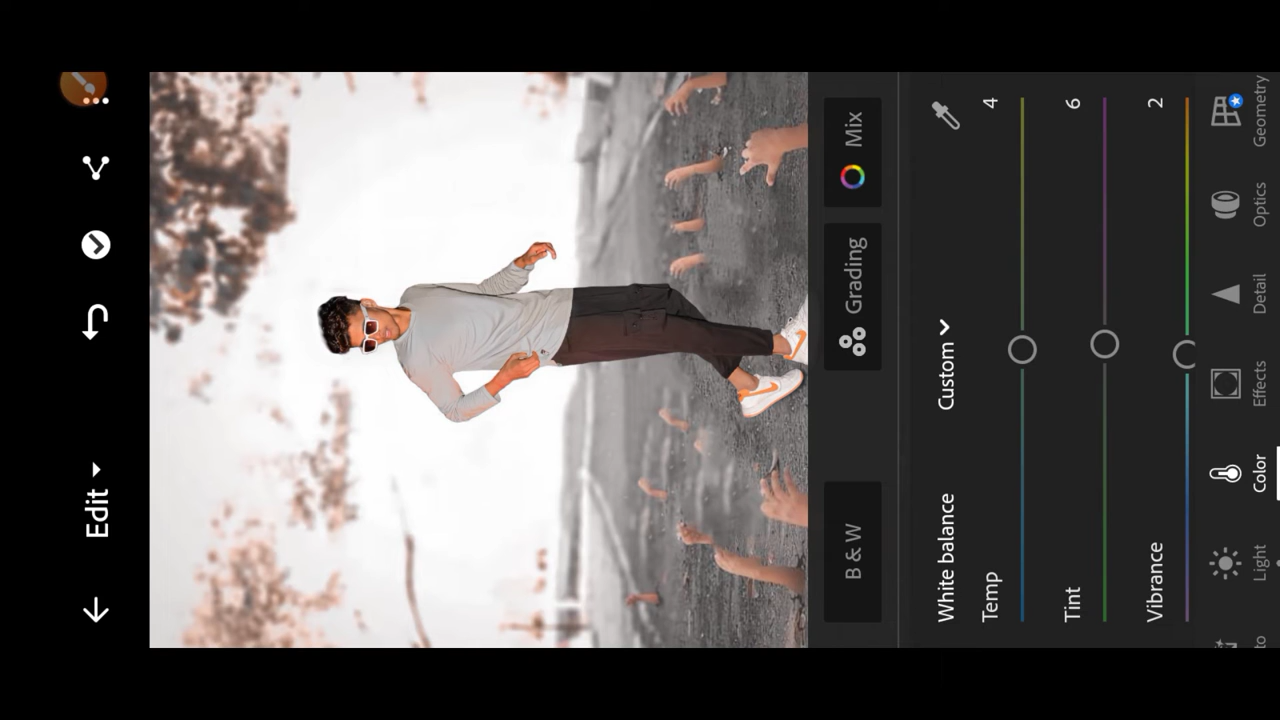 Edit
B & W
Grading
Mix
White balance
Custom
Temp
4
Tint
6
Vibrance
2
Light
Color
Effects
Detail
Optics
Geometry